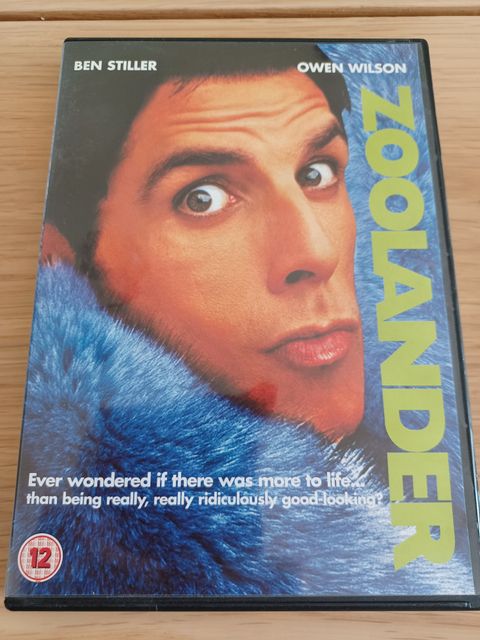 BEN STILLER
OWEN WILSON
ZOOLANDER
Ever wondered if there was more to life...
than being really, really ridiculously good-looking?
12